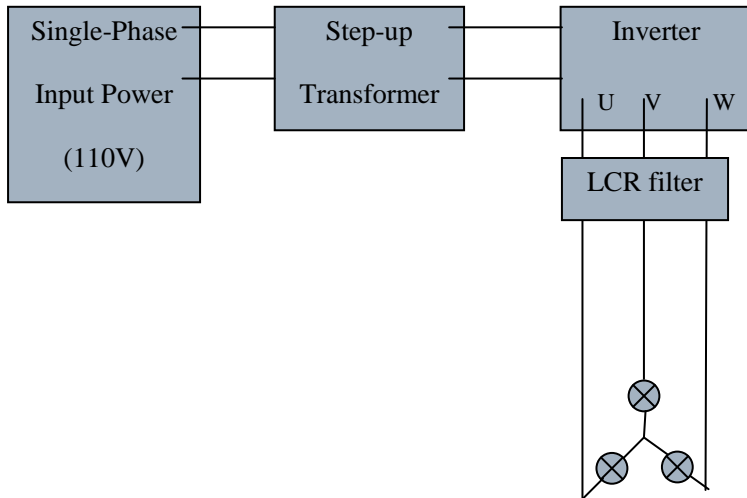 Single-Phase
Input Power
(110V)
Step-up
Transformer
Inverter
U V W
LCR filter